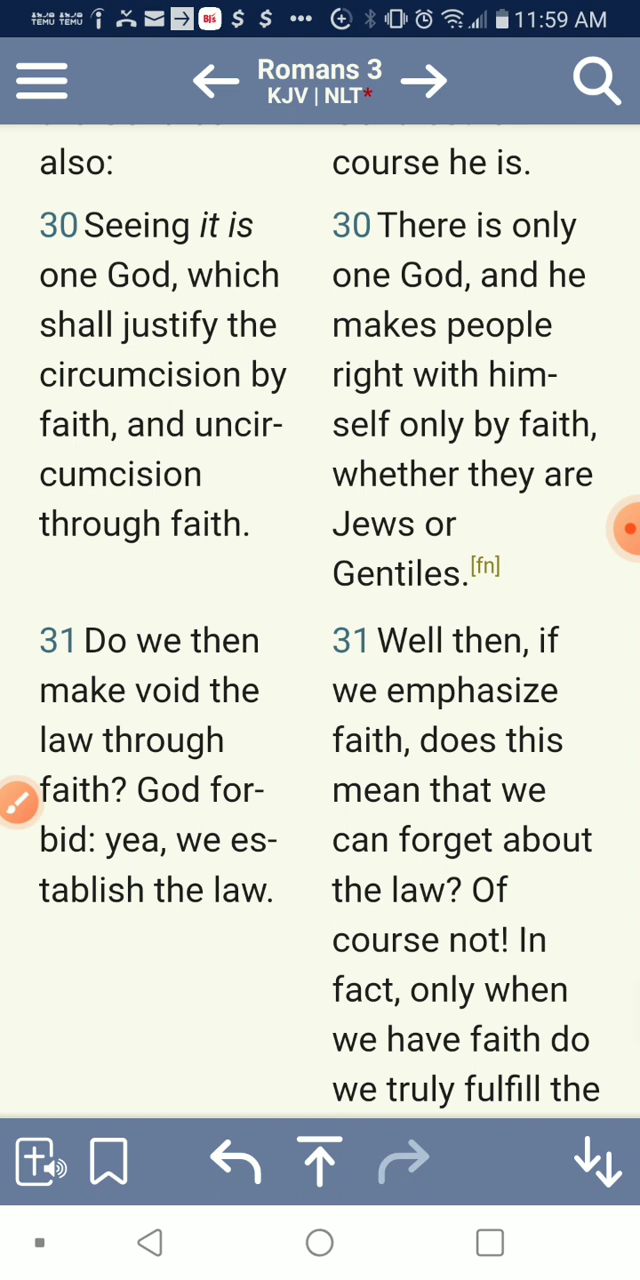 TEMU TEMU BJ's $ $ ••• 11:59 AM
Romans 3
KJV | NLT*
also:
30 Seeing it is
one God, which
shall justify the
circumcision by
faith, and uncir-
cumcision
through faith.
31 Do we then
make void the
law through
faith? God for-
bid: yea, we es-
tablish the law.
course he is.
30 There is only
one God, and he
makes people
right with him-
self only by faith,
whether they are
Jews or
Gentiles.[fn]
31 Well then, if
we emphasize
faith, does this
mean that we
can forget about
the law? Of
course not! In
fact, only when
we have faith do
we truly fulfill the